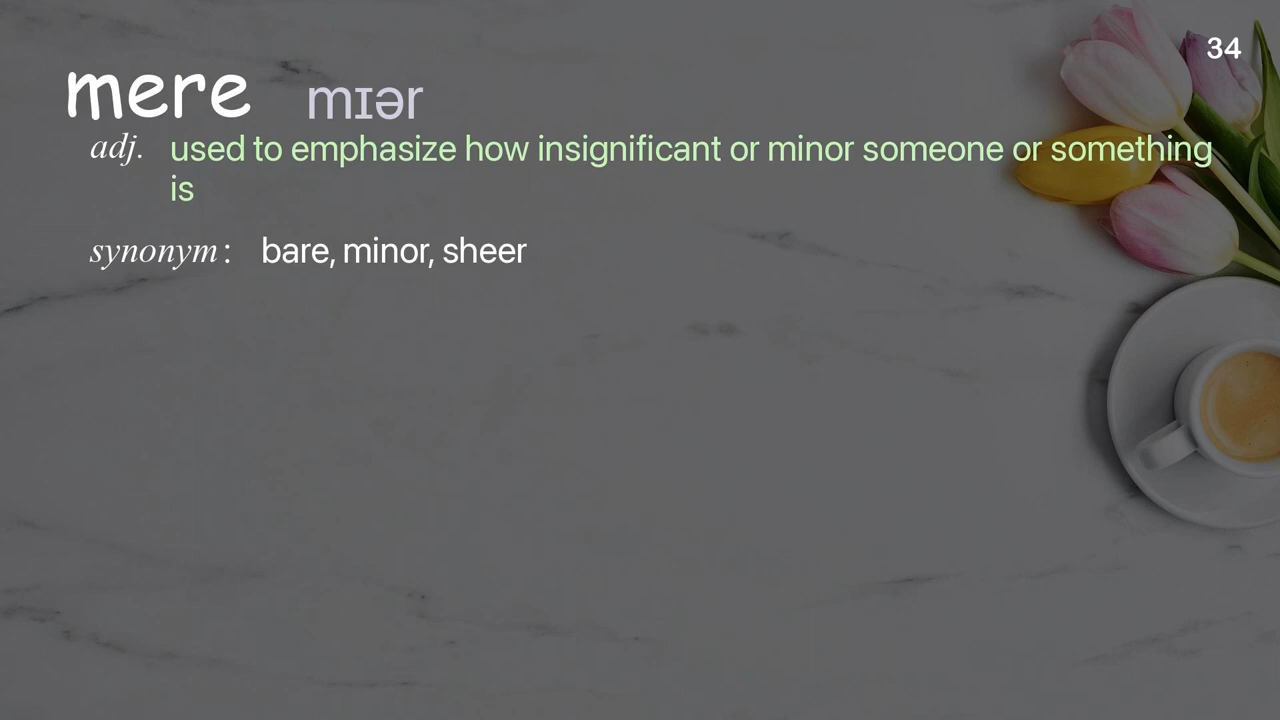 34
mere mɪər
adj. used to emphasize how insignificant or minor someone or something
is
synonym: bare, minor, sheer